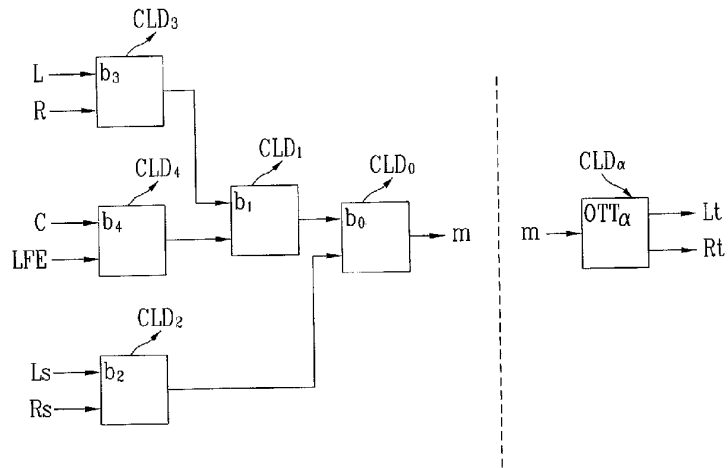 CLD₃
L
b₃
R
CLD₄
CLD₁
CLD₀
CLDα
C
b₄
b₁
b₀
OTTα
Lt
LFE
m
m
Rt
CLD₂
Ls
b₂
Rs